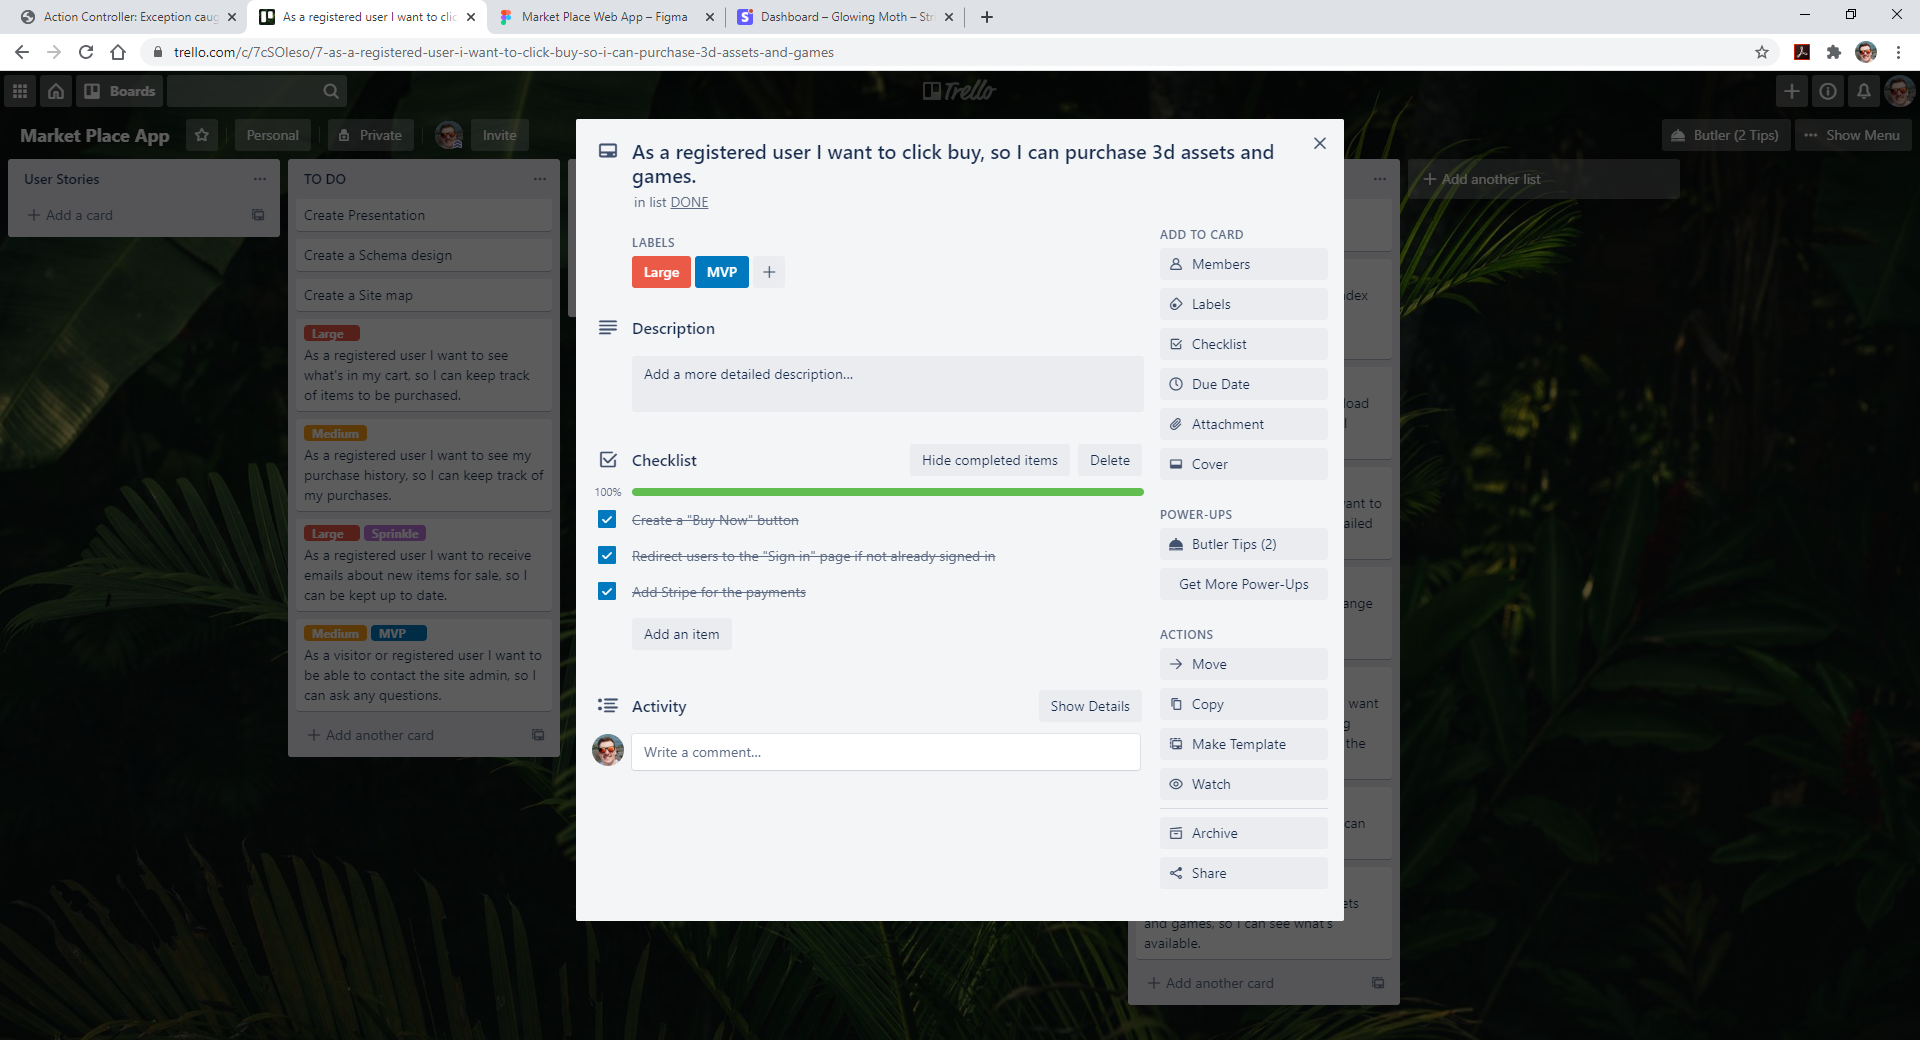 Action Controller: Exception caug
As a registered user I want to clic
Market Place Web App – Figma
Dashboard – Glowing Moth – Str
trello.com/c/7cSOleso/7-as-a-registered-user-i-want-to-click-buy-so-i-can-purchase-3d-assets-and-games
Boards
Trello
Market Place App
Personal
Private
Invite
Butler (2 Tips)
Show Menu
User Stories
Add a card
TO DO
Create Presentation
Create a Schema design
Create a Site map
Large
As a registered user I want to see
what's in my cart, so I can keep track
of items to be purchased.
Medium
As a registered user I want to see my
purchase history, so I can keep track of
my purchases.
Large Sprinkle
As a registered user I want to receive
emails about new items for sale, so I
can be kept up to date.
Medium MVP
As a visitor or registered user I want to
be able to contact the site admin, so I
can ask any questions.
Add another card
As a registered user I want to click buy, so I can purchase 3d assets and
games.
in list DONE
LABELS
Large MVP
Description
Add a more detailed description...
Checklist
Hide completed items
Delete
100%
Create a "Buy Now" button
Redirect users to the "Sign in" page if not already signed in
Add Stripe for the payments
Add an item
Activity
Show Details
Write a comment...
ADD TO CARD
Members
Labels
Checklist
Due Date
Attachment
Cover
POWER-UPS
Butler Tips (2)
Get More Power-Ups
ACTIONS
Move
Copy
Make Template
Watch
Archive
Share
Add another list
dex
load
ant to
ailed
ange
want
g
the
can
ets
and games, so I can see what's
available.
Add another card